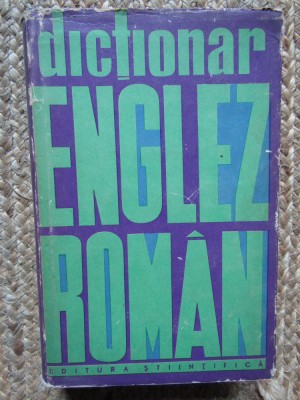 dicționar
ENGLEZ
ROMÂN
EDITURA ȘTIINȚIFICĂ